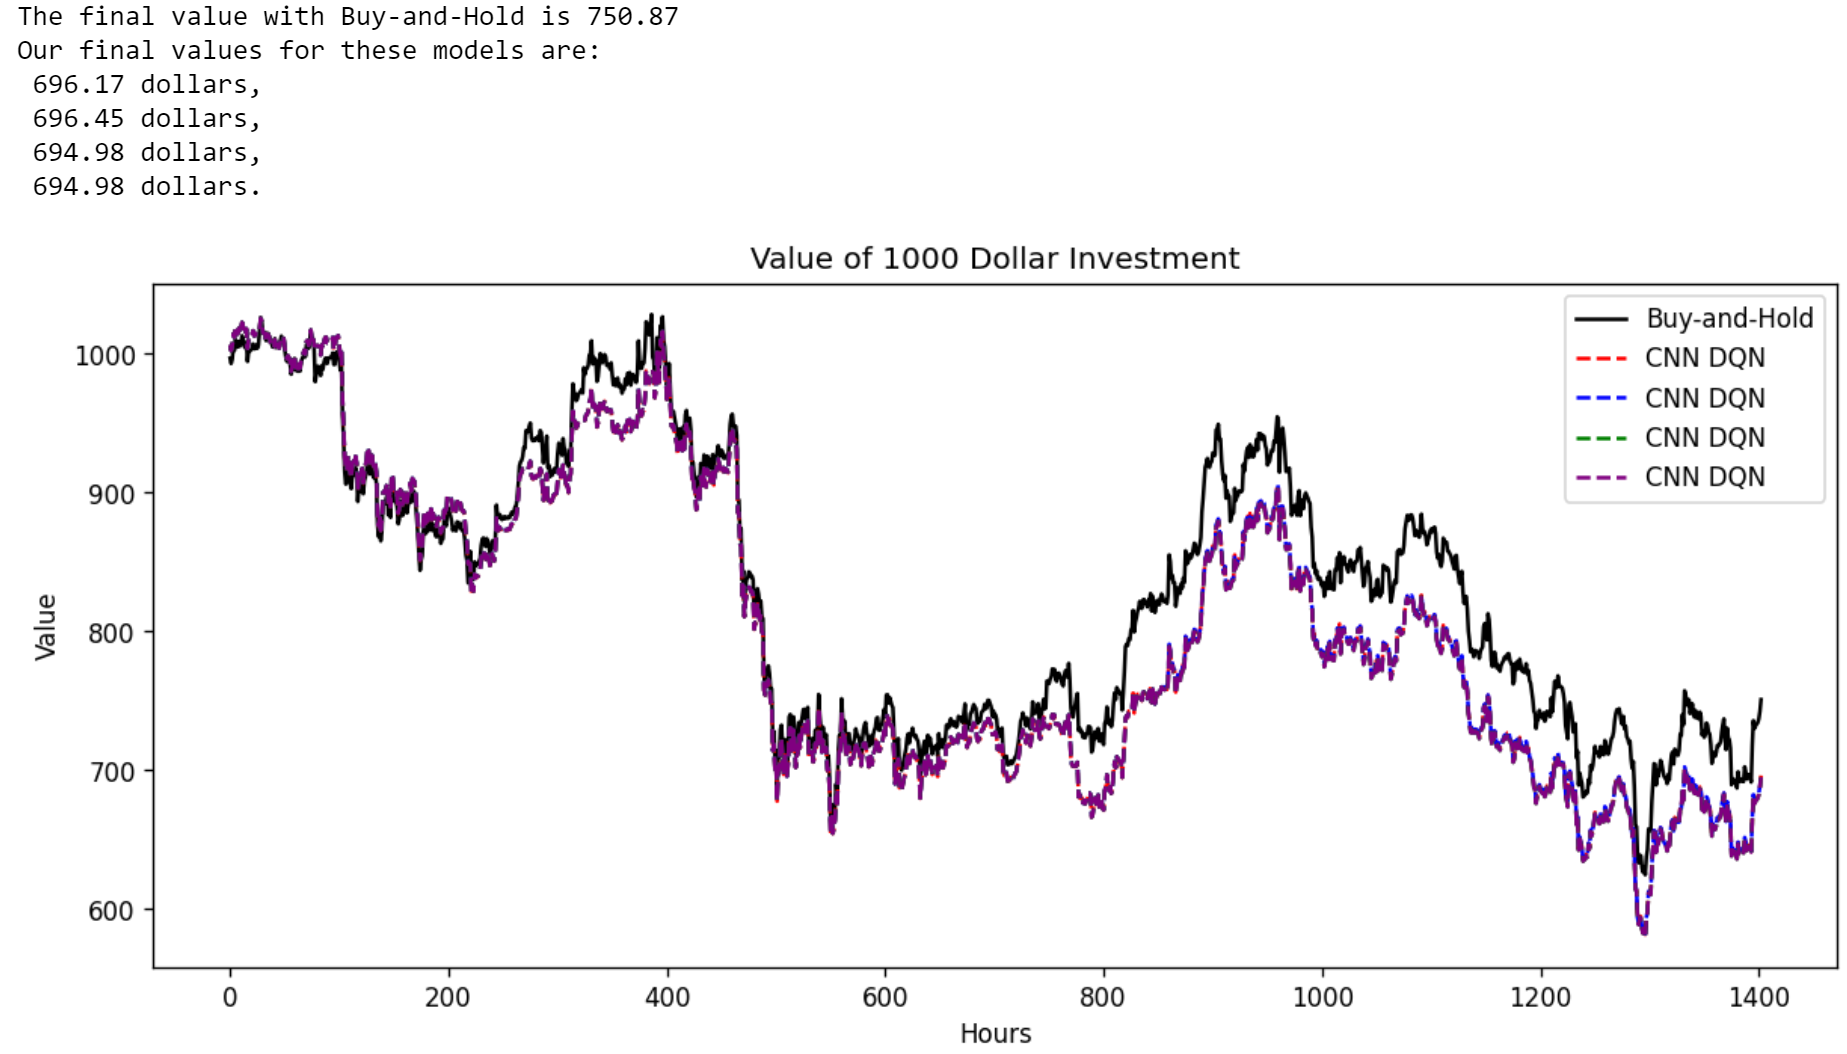 The final value with Buy-and-Hold is 750.87
Our final values for these models are:
696.17 dollars,
696.45 dollars,
694.98 dollars,
694.98 dollars.
Value of 1000 Dollar Investment
Buy-and-Hold
CNN DQN
CNN DQN
CNN DQN
CNN DQN
1000
900
800
700
600
Value
0 200 400 600 800 1000 1200 1400
Hours